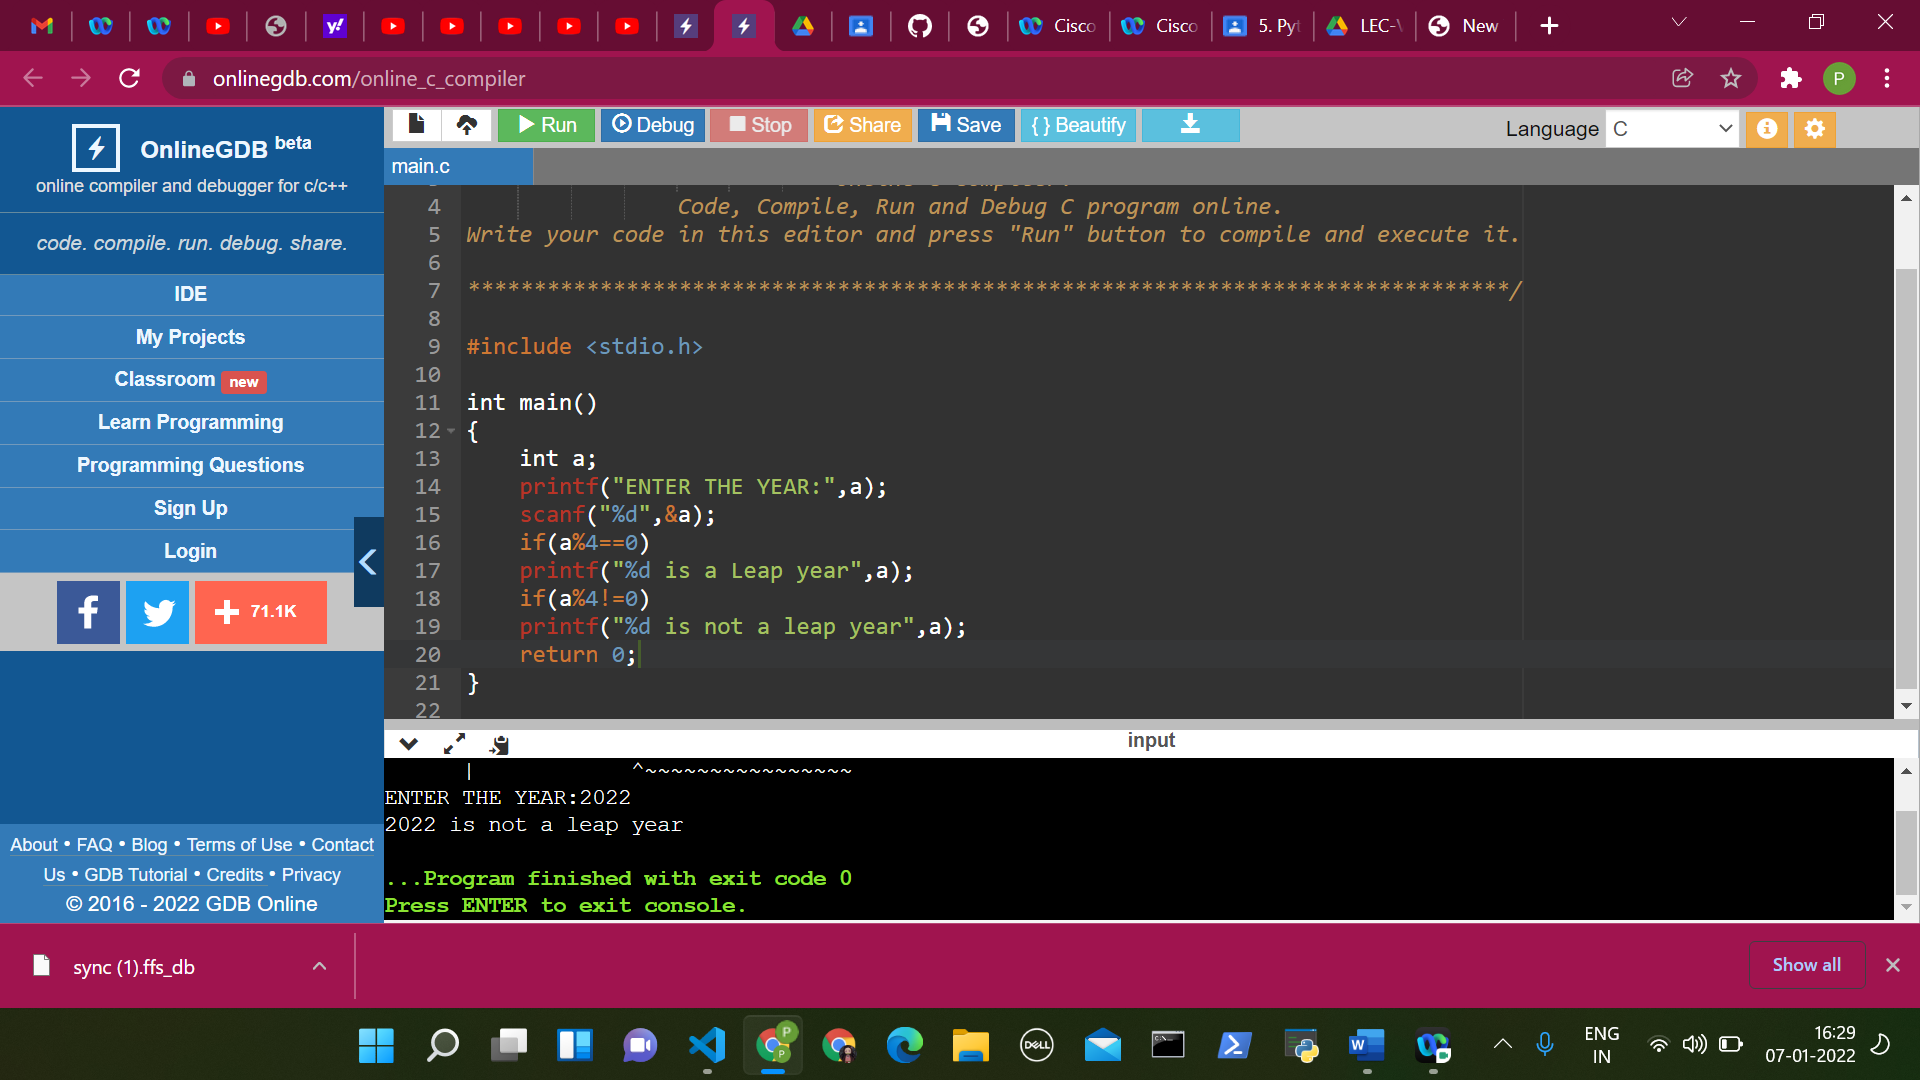 Cisco
Cisco
5. Pyt
LEC-V
New
onlinegdb.com/online_c_compiler
P
OnlineGDB beta
online compiler and debugger for c/c++
code. compile. run. debug. share.
IDE
My Projects
Classroom new
Learn Programming
Programming Questions
Sign Up
Login
71.1K
About • FAQ • Blog • Terms of Use • Contact
Us • GDB Tutorial • Credits • Privacy
© 2016 - 2022 GDB Online
Run Debug Stop Share Save { } Beautify
Language C
main.c
4 Code, Compile, Run and Debug C program online.
5 Write your code in this editor and press "Run" button to compile and execute it.
6
7 *******************************************************************************/
8
9 #include <stdio.h>
10
11 int main()
12 {
13 int a;
14 printf("ENTER THE YEAR:",a);
15 scanf("%d",&a);
16 if(a%4==0)
17 printf("%d is a Leap year",a);
18 if(a%4!=0)
19 printf("%d is not a leap year",a);
20 return 0;
21 }
22
input
| ^~~~~~~~~~~~~~~~~
ENTER THE YEAR:2022
2022 is not a leap year
...Program finished with exit code 0
Press ENTER to exit console.
sync (1).ffs_db
Show all
DELL
ENG
IN
16:29
07-01-2022